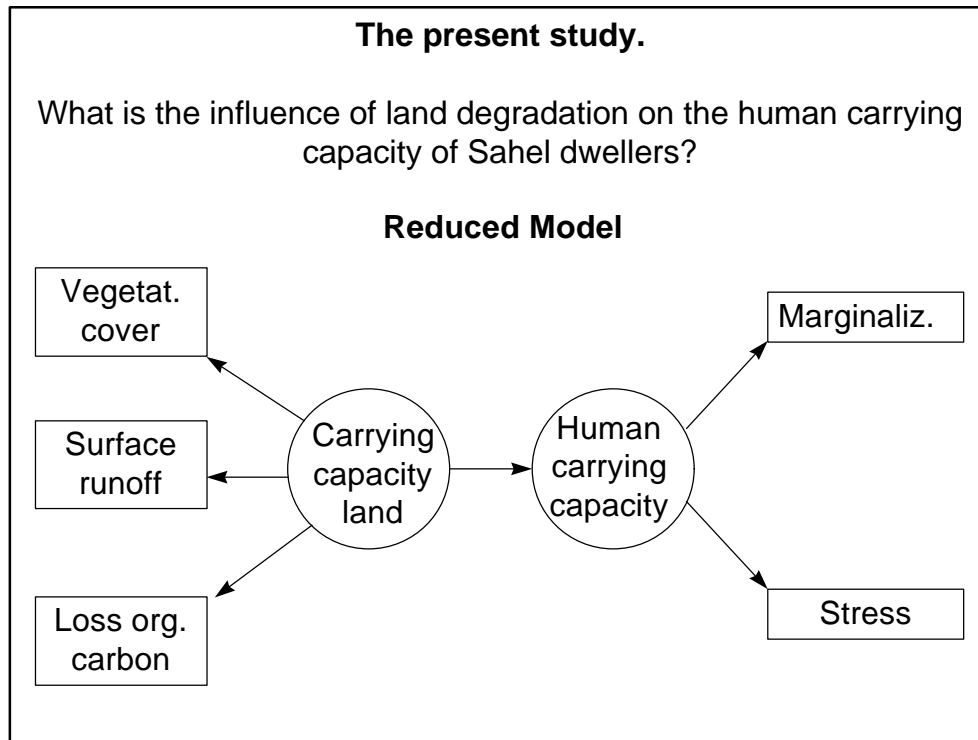 The present study.
What is the influence of land degradation on the human carrying
capacity of Sahel dwellers?
Reduced Model
Vegetat.
cover
Surface
runoff
Loss org.
carbon
Carrying
capacity
land
Human
carrying
capacity
Marginaliz.
Stress